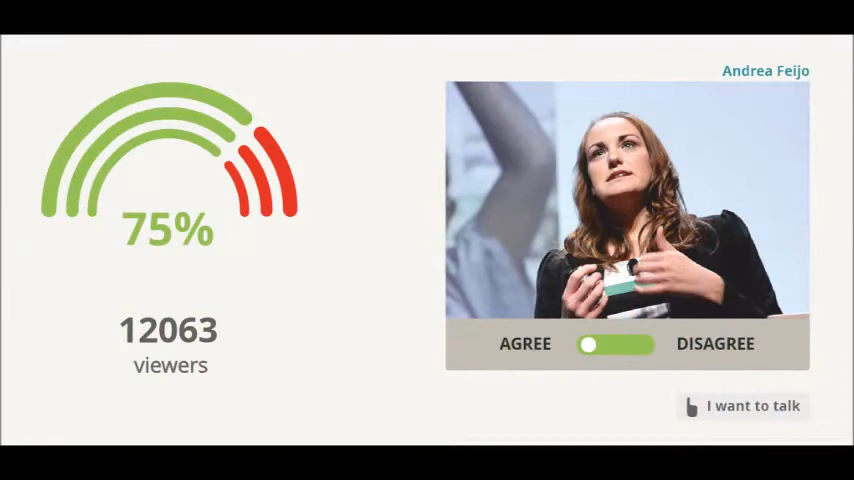 Andrea Feijo
75%
12063
viewers
AGREE
DISAGREE
I want to talk